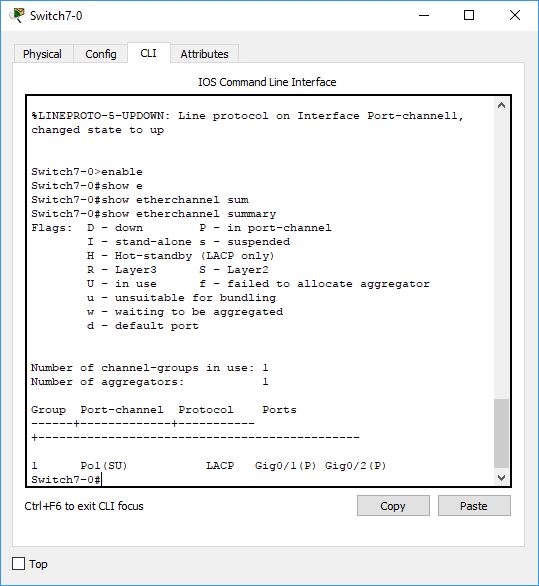 Switch7-0
Physical Config CLI Attributes
IOS Command Line Interface
%LINEPROTO-5-UPDOWN: Line protocol on Interface Port-channel1,
changed state to up
Switch7-0>enable
Switch7-0#show e
Switch7-0#show etherchannel sum
Switch7-0#show etherchannel summary
Flags:  D - down        P - in port-channel
        I - stand-alone s - suspended
        H - Hot-standby (LACP only)
        R - Layer3      S - Layer2
        U - in use      f - failed to allocate aggregator
        u - unsuitable for bundling
        w - waiting to be aggregated
        d - default port
Number of channel-groups in use: 1
Number of aggregators:           1
Group  Port-channel  Protocol    Ports
------+-------------+-----------
+----------------------------------------------
1      Po1(SU)           LACP   Gig0/1(P) Gig0/2(P)
Switch7-0#
Ctrl+F6 to exit CLI focus
Copy Paste
Top